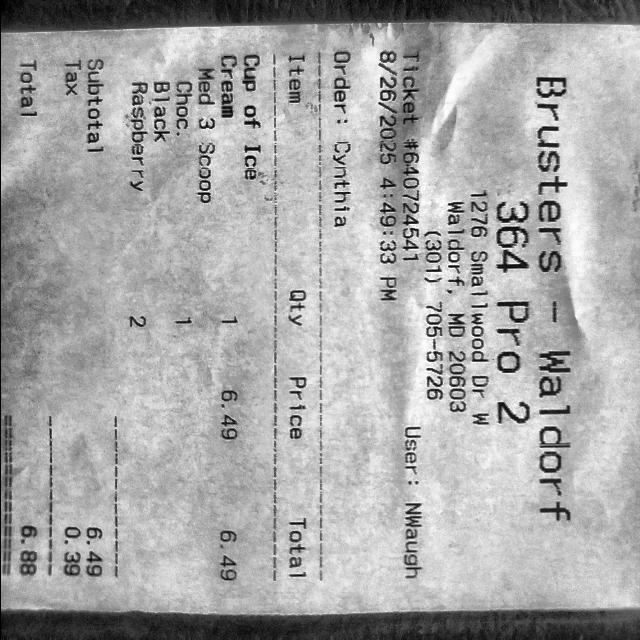 Brusters - Waldorf
364 Pro 2
1276 Smallwood Dr W
Waldorf, MD 20603
(301) 705-5726
Ticket #640724541 User: NWaugh
8/26/2025 4:49:33 PM
Order: Cynthia
Item Qty Price Total
Cup of Ice
Cream 1 6.49 6.49
Med 3 Scoop
Choc. 1
Black
Raspberry 2
Subtotal 6.49
Tax 0.39
Total 6.88